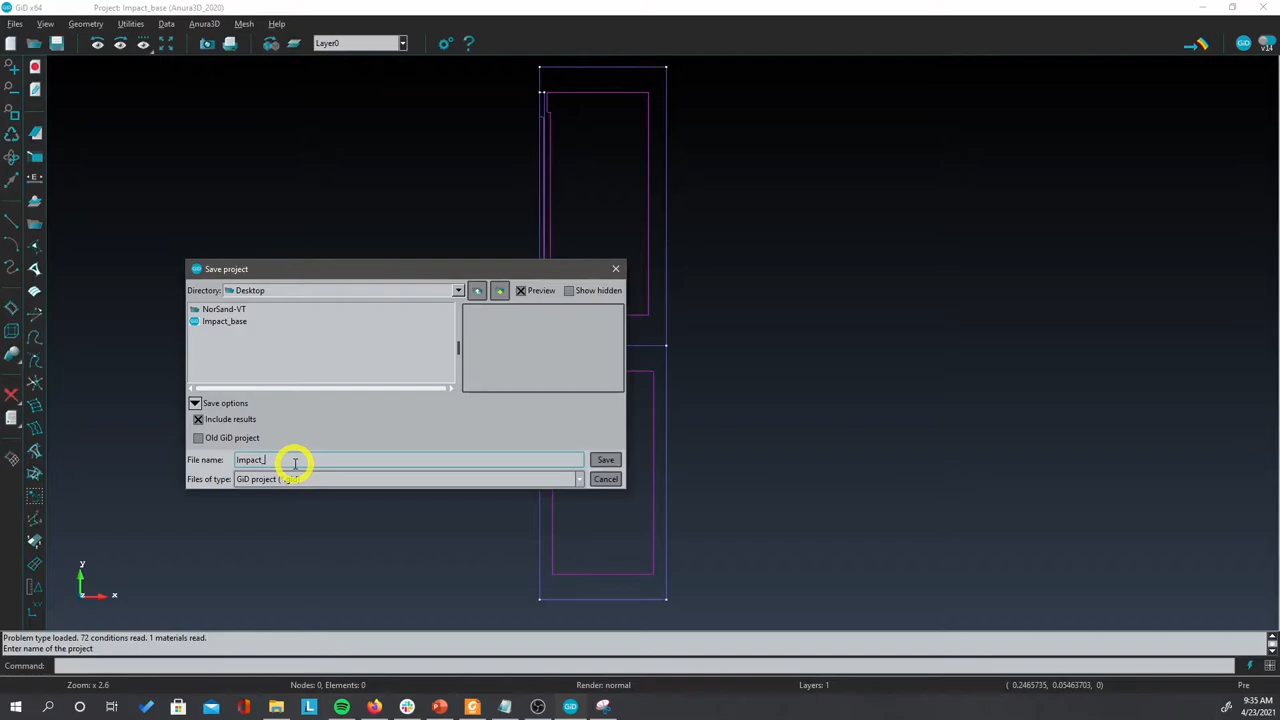 GiD x64
Project: Impact_base (Anura3D_2020)
Files View Geometry Utilities Data Anura3D Mesh Help
Layer0
GiD
v14
Save project
Directory: Desktop
Preview
Show hidden
NorSand-VT
Impact_base
Save options
Include results
Old GiD project
File name: Impact_
Save
Files of type: GiD project (
Cancel
y
z
x
Problem type loaded. 72 conditions read. 1 materials read.
Enter name of the project
Command:
Zoom: x 2.6
Nodes: 0, Elements: 0
Render: normal
Layers: 1
( 0.2465735, 0.05463703, 0)
Pre
9:35 AM
4/23/2021